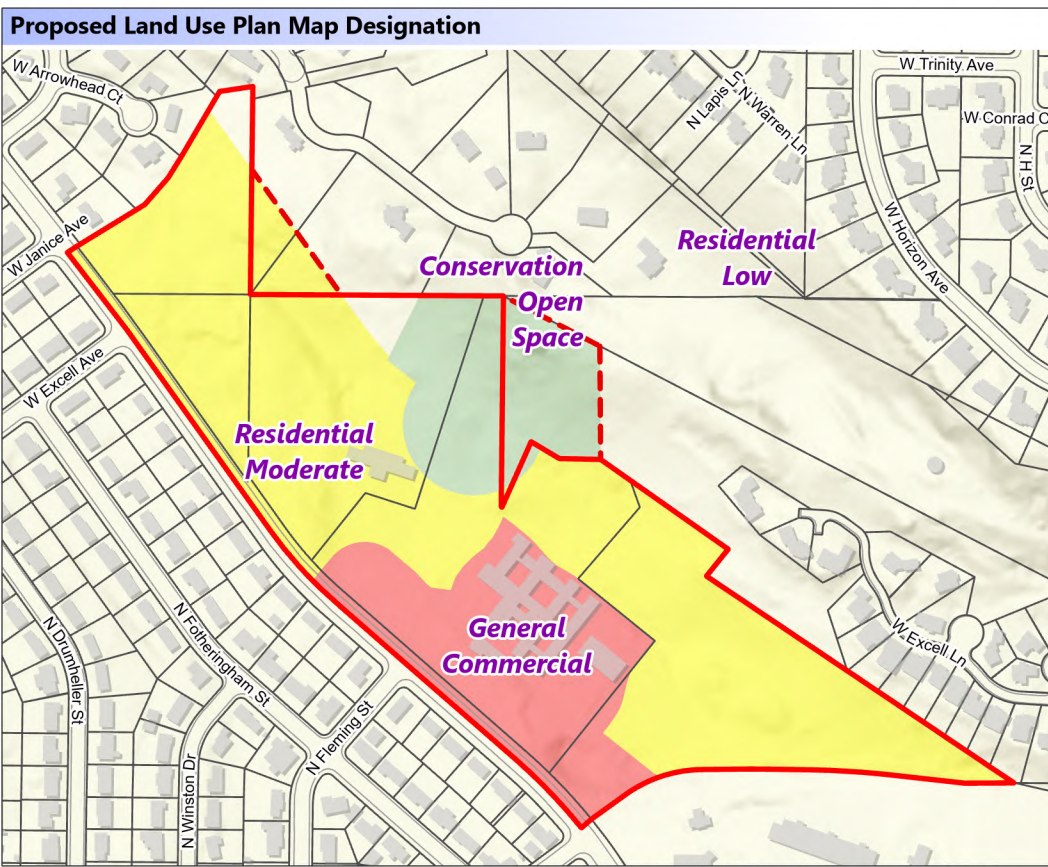 Proposed Land Use Plan Map Designation
W Arrowhead Ct
N Lapis Ln
N Warren Ln
W Trinity Ave
W Conrad C
N H St
W Janice Ave
W Horizon Ave
Residential
Low
Conservation
Open
Space
W Excell Ave
Residential
Moderate
N Drumheller St
N Fotheringham St
General
Commercial
W Excell Ln
N Winston Dr
N Fleming St